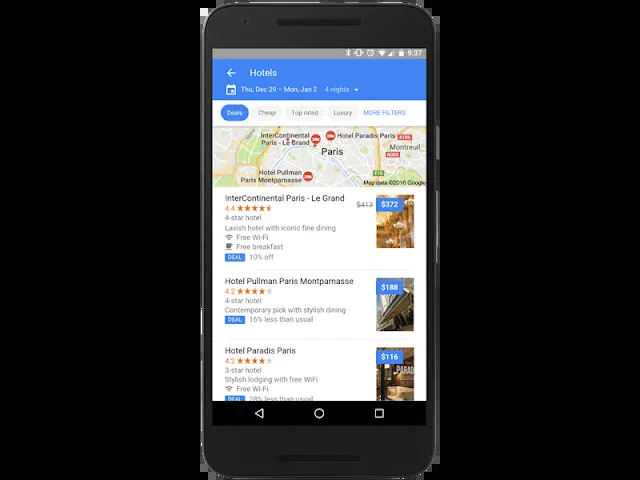 9:37
Hotels
Thu, Dec 29 – Mon, Jan 2 4 nights
Deals Cheap Top rated Luxury MORE FILTERS
InterContinental
Paris - Le Grand
Hotel Paradis Paris
Paris
Montreuil
Hotel Pullman
Paris Montparnasse
Map data ©2016 Google
InterContinental Paris - Le Grand
$413 $372
4.4
4-star hotel
Lavish hotel with iconic fine dining
Free Wi-Fi
Free breakfast
DEAL 10% off
Hotel Pullman Paris Montparnasse
$188
4.2
4-star hotel
Contemporary pick with stylish dining
DEAL 16% less than usual
Hotel Paradis Paris
$116
4.2
3-star hotel
Stylish lodging with free WiFi
Free Wi-Fi
DEAL 28% less than usual
PARAD